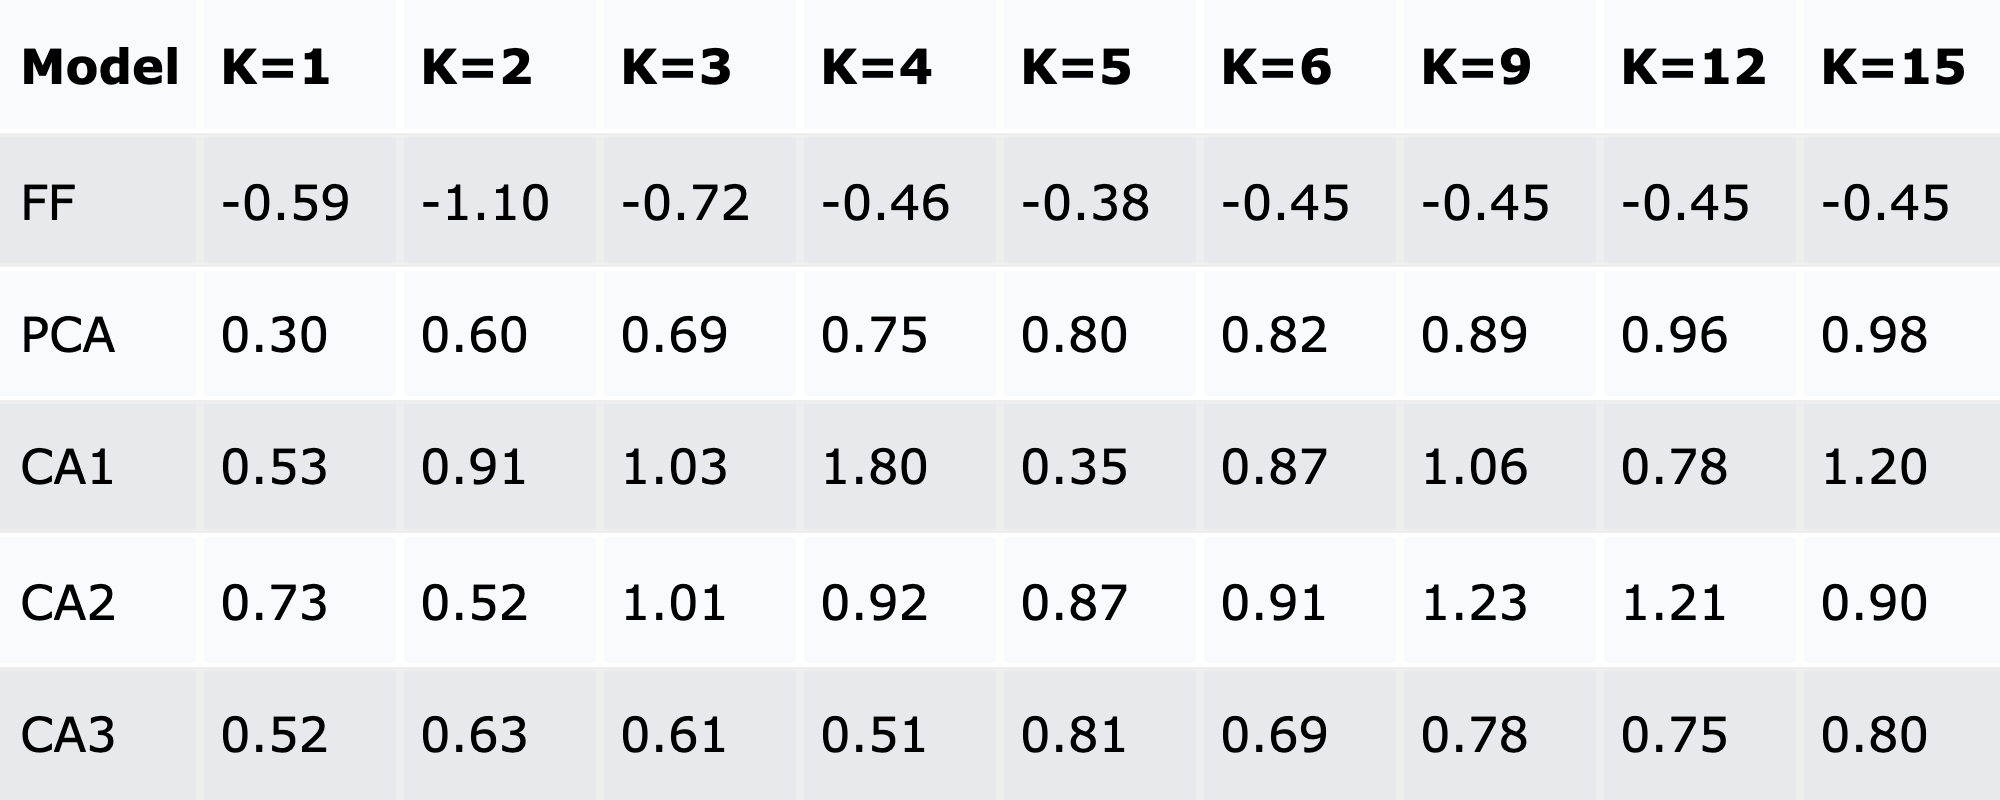 Model K=1 K=2 K=3 K=4 K=5 K=6 K=9 K=12 K=15
FF -0.59 -1.10 -0.72 -0.46 -0.38 -0.45 -0.45 -0.45 -0.45
PCA 0.30 0.60 0.69 0.75 0.80 0.82 0.89 0.96 0.98
CA1 0.53 0.91 1.03 1.80 0.35 0.87 1.06 0.78 1.20
CA2 0.73 0.52 1.01 0.92 0.87 0.91 1.23 1.21 0.90
CA3 0.52 0.63 0.61 0.51 0.81 0.69 0.78 0.75 0.80